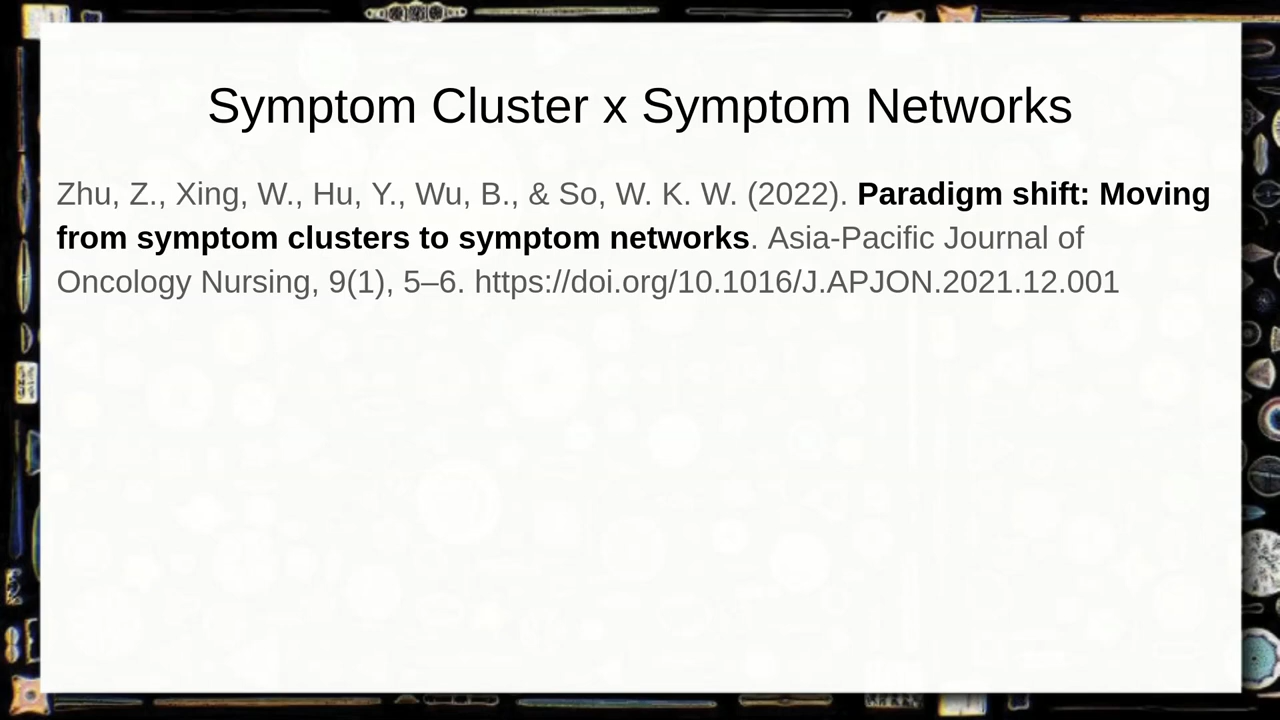 Symptom Cluster x Symptom Networks
Zhu, Z., Xing, W., Hu, Y., Wu, B., & So, W. K. W. (2022). Paradigm shift: Moving
from symptom clusters to symptom networks. Asia-Pacific Journal of
Oncology Nursing, 9(1), 5–6. https://doi.org/10.1016/J.APJON.2021.12.001